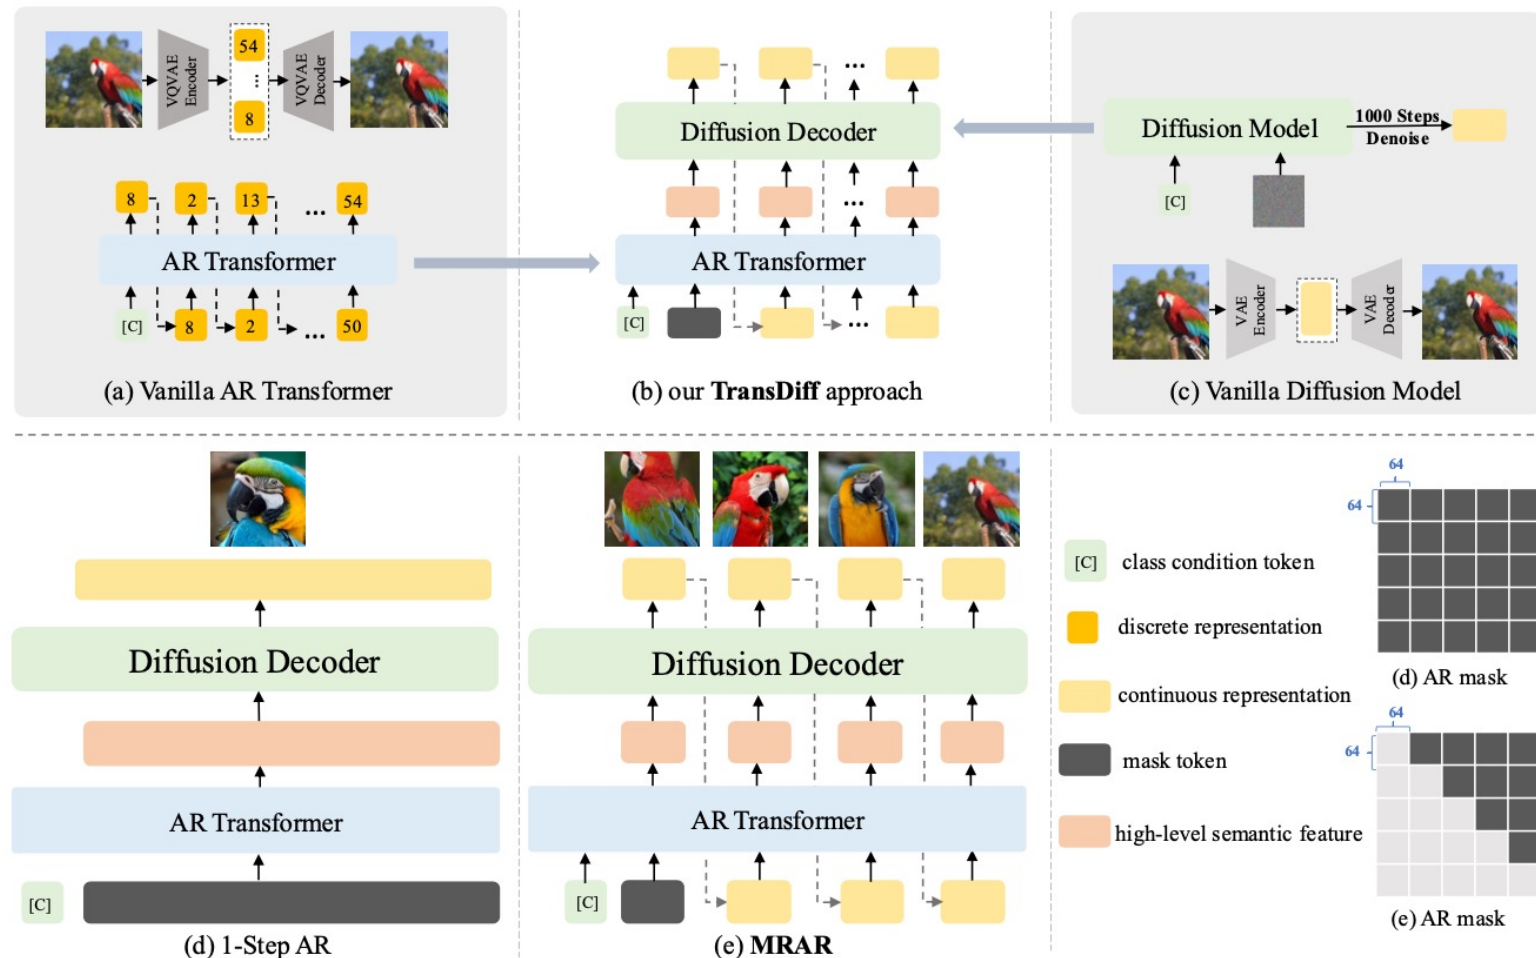 VQVAE
Encoder
54
...
8
VQVAE
Decoder
8
2
13
...
54
AR Transformer
[C]
8
2
...
50
(a) Vanilla AR Transformer
...
Diffusion Decoder
...
AR Transformer
[C]
...
(b) our TransDiff approach
Diffusion Model
1000 Steps
Denoise
[C]
VAE
Encoder
VAE
Decoder
(c) Vanilla Diffusion Model
Diffusion Decoder
AR Transformer
[C]
(d) 1-Step AR
Diffusion Decoder
AR Transformer
[C]
(e) MRAR
[C] class condition token
discrete representation
continuous representation
mask token
high-level semantic feature
64
64
(d) AR mask
64
64
(e) AR mask